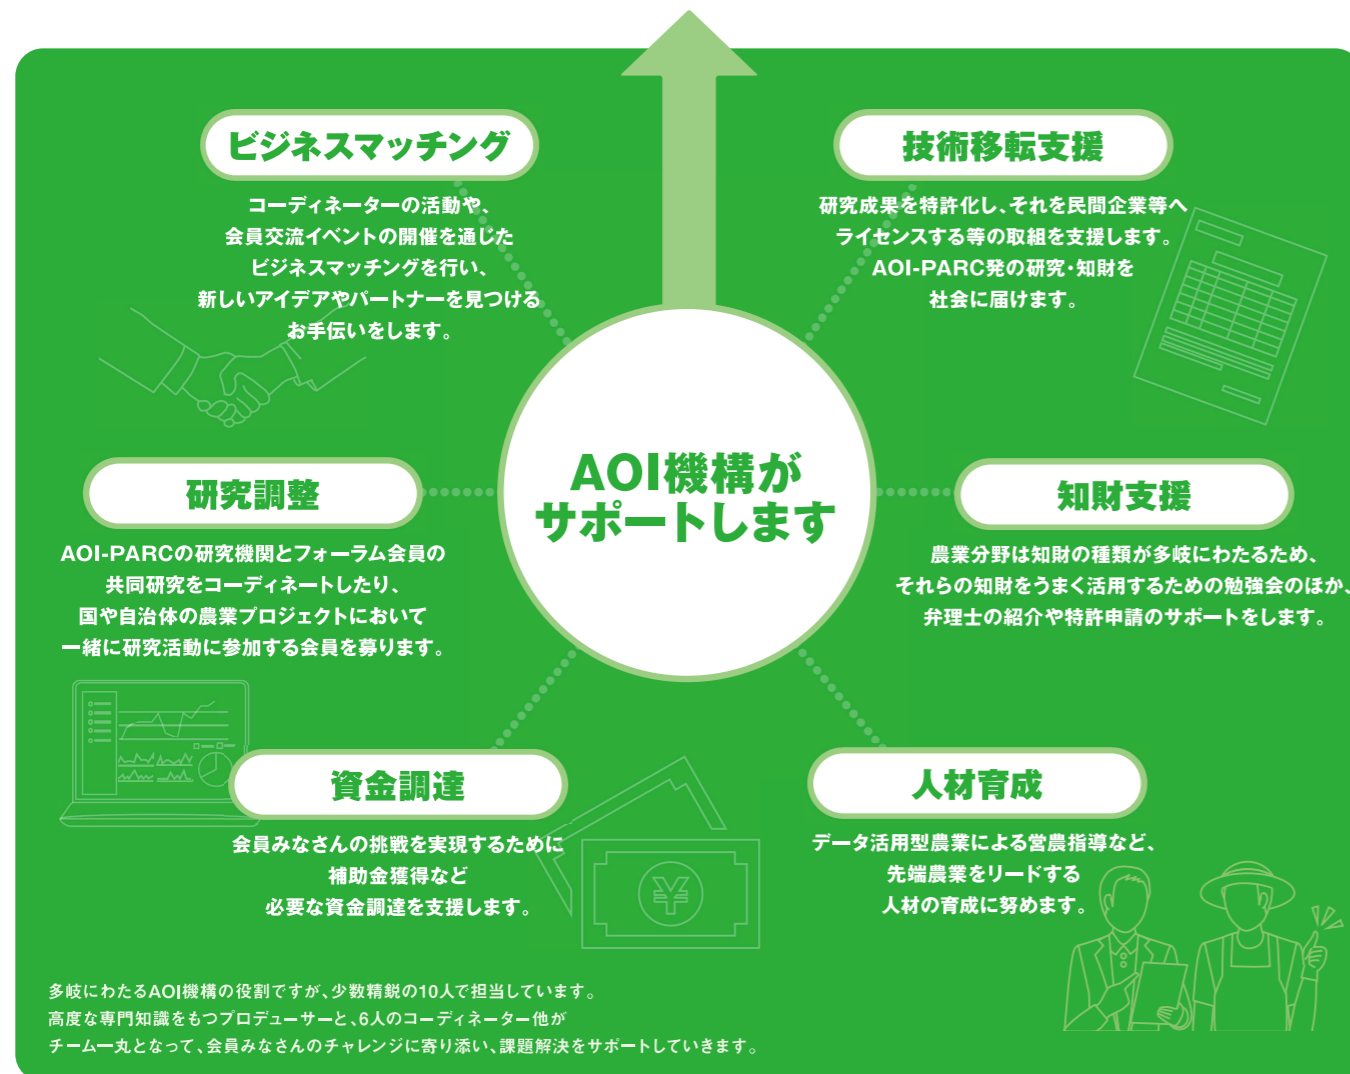 ビジネスマッチング
コーディネーターの活動や、
会員交流イベントの開催を通じた
ビジネスマッチングを行い、
新しいアイデアやパートナーを見つける
お手伝いをします。
技術移転支援
研究成果を特許化し、それを民間企業等へ
ライセンスする等の取組を支援します。
AOI-PARC発の研究・知財を
社会に届けます。
AOI機構が
サポートします
研究調整
AOI-PARCの研究機関とフォーラム会員の
共同研究をコーディネートしたり、
国や自治体の農業プロジェクトにおいて
一緒に研究活動に参加する会員を募ります。
知財支援
農業分野は知財の種類が多岐にわたるため、
それらの知財をうまく活用するための勉強会のほか、
弁理士の紹介や特許申請のサポートをします。
資金調達
会員みなさんの挑戦を実現するために
補助金獲得など
必要な資金調達を支援します。
人材育成
データ活用型農業による営農指導など、
先端農業をリードする
人材の育成に努めます。
¥
多岐にわたるAOI機構の役割ですが、少数精鋭の10人で担当しています。
高度な専門知識をもつプロデューサーと、6人のコーディネーター他が
チーム一丸となって、会員みなさんのチャレンジに寄り添い、課題解決をサポートしていきます。